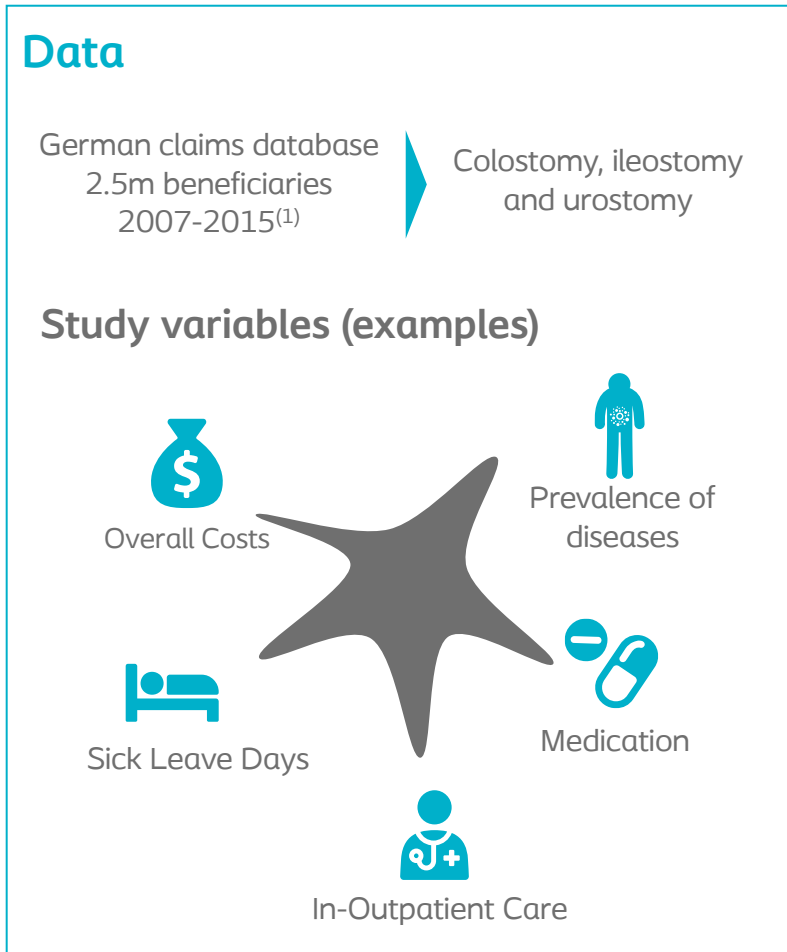 Data
German claims database
2.5m beneficiaries
2007-2015(1)
Colostomy, ileostomy
and urostomy
Study variables (examples)
$
Overall Costs
Prevalence of
diseases
Sick Leave Days
Medication
In-Outpatient Care